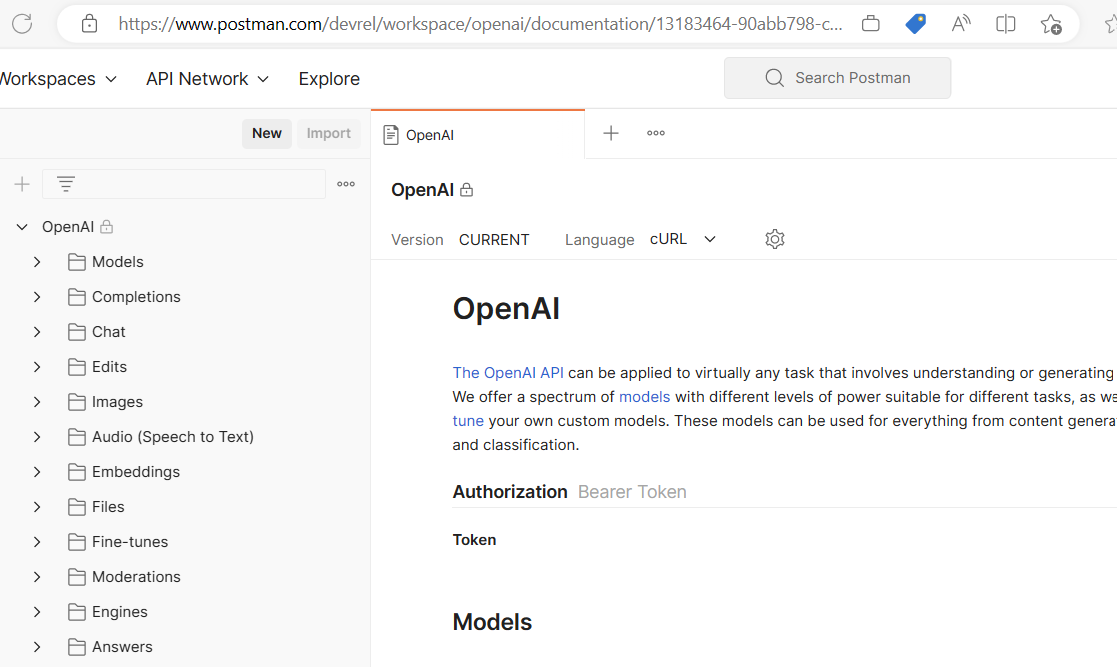 https://www.postman.com/devrel/workspace/openai/documentation/13183464-90abb798-c...
Workspaces
API Network
Explore
Search Postman
New
Import
OpenAI
OpenAI
Models
Completions
Chat
Edits
Images
Audio (Speech to Text)
Embeddings
Files
Fine-tunes
Moderations
Engines
Answers
OpenAI
Version CURRENT
Language cURL
OpenAI
The OpenAI API can be applied to virtually any task that involves understanding or generating
We offer a spectrum of models with different levels of power suitable for different tasks, as we
tune your own custom models. These models can be used for everything from content genera
and classification.
Authorization Bearer Token
Token
Models